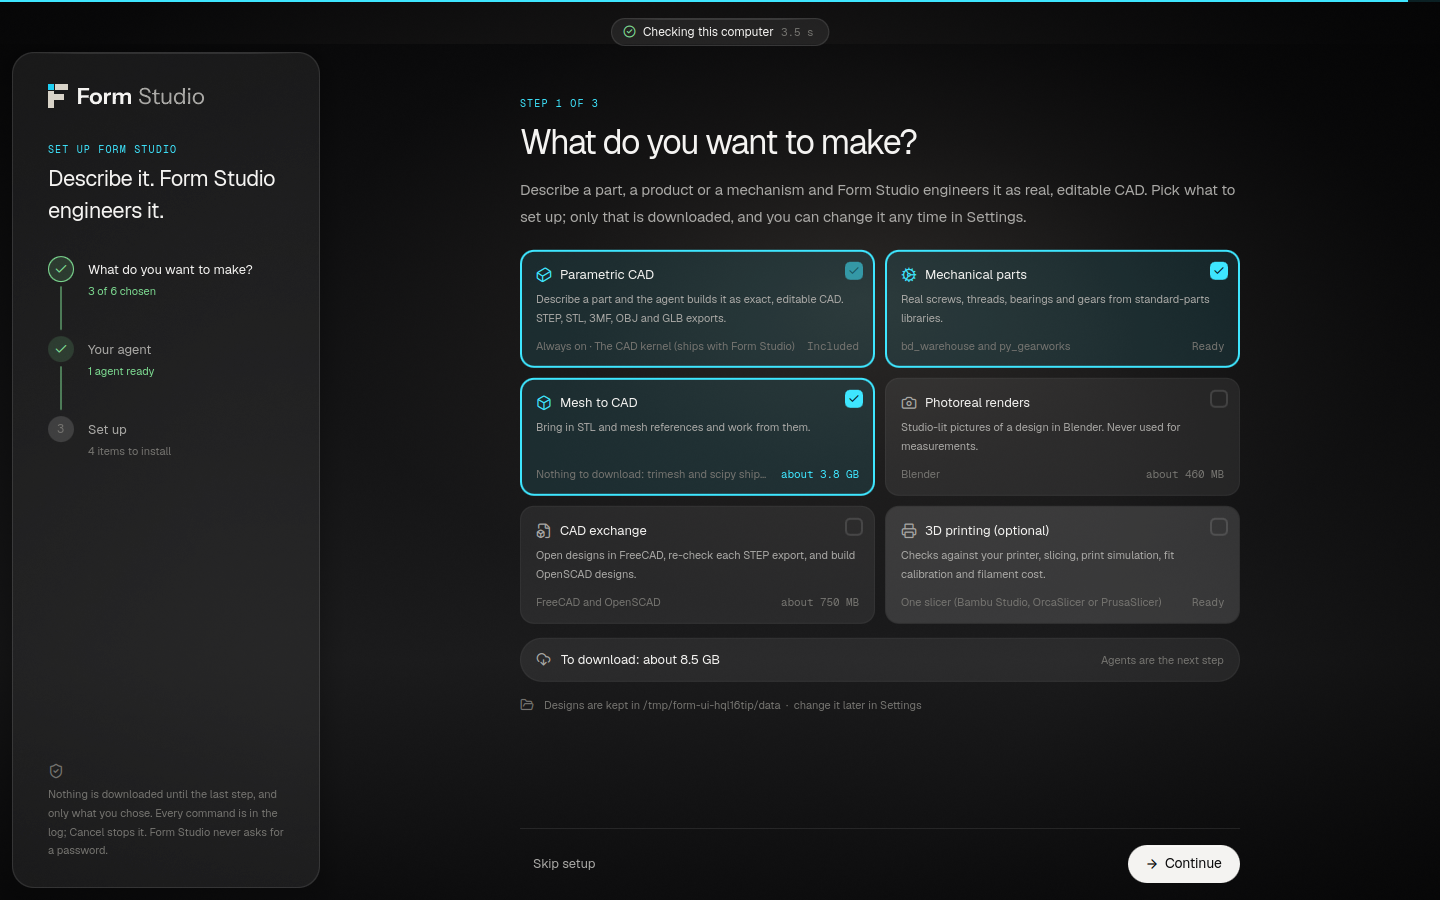 Checking this computer 3.5 s
Form Studio
SET UP FORM STUDIO
Describe it. Form Studio
engineers it.
What do you want to make?
3 of 6 chosen
Your agent
1 agent ready
3 Set up
4 items to install
Nothing is downloaded until the last step, and
only what you chose. Every command is in the
log; Cancel stops it. Form Studio never asks for
a password.
STEP 1 OF 3
What do you want to make?
Describe a part, a product or a mechanism and Form Studio engineers it as real, editable CAD. Pick what to
set up; only that is downloaded, and you can change it any time in Settings.
Parametric CAD
Describe a part and the agent builds it as exact, editable CAD.
STEP, STL, 3MF, OBJ and GLB exports.
Always on · The CAD kernel (ships with Form Studio) Included
Mechanical parts
Real screws, threads, bearings and gears from standard-parts
libraries.
bd_warehouse and py_gearworks Ready
Mesh to CAD
Bring in STL and mesh references and work from them.
Nothing to download: trimesh and scipy ship... about 3.8 GB
Photoreal renders
Studio-lit pictures of a design in Blender. Never used for
measurements.
Blender about 460 MB
CAD exchange
Open designs in FreeCAD, re-check each STEP export, and build
OpenSCAD designs.
FreeCAD and OpenSCAD about 750 MB
3D printing (optional)
Checks against your printer, slicing, print simulation, fit
calibration and filament cost.
One slicer (Bambu Studio, OrcaSlicer or PrusaSlicer) Ready
To download: about 8.5 GB Agents are the next step
Designs are kept in /tmp/form-ui-hql16tip/data · change it later in Settings
Skip setup
Continue